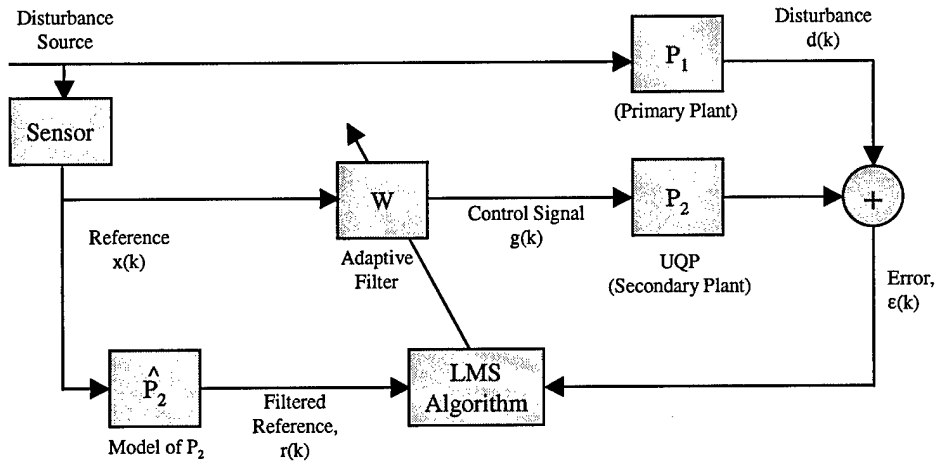 Disturbance
Source
Disturbance
d(k)
P1
(Primary Plant)
Sensor
W
Adaptive
Filter
Control Signal
g(k)
P2
UQP
(Secondary Plant)
+
Reference
x(k)
Error,
ε(k)
P̂2
Model of P2
Filtered
Reference,
r(k)
LMS
Algorithm